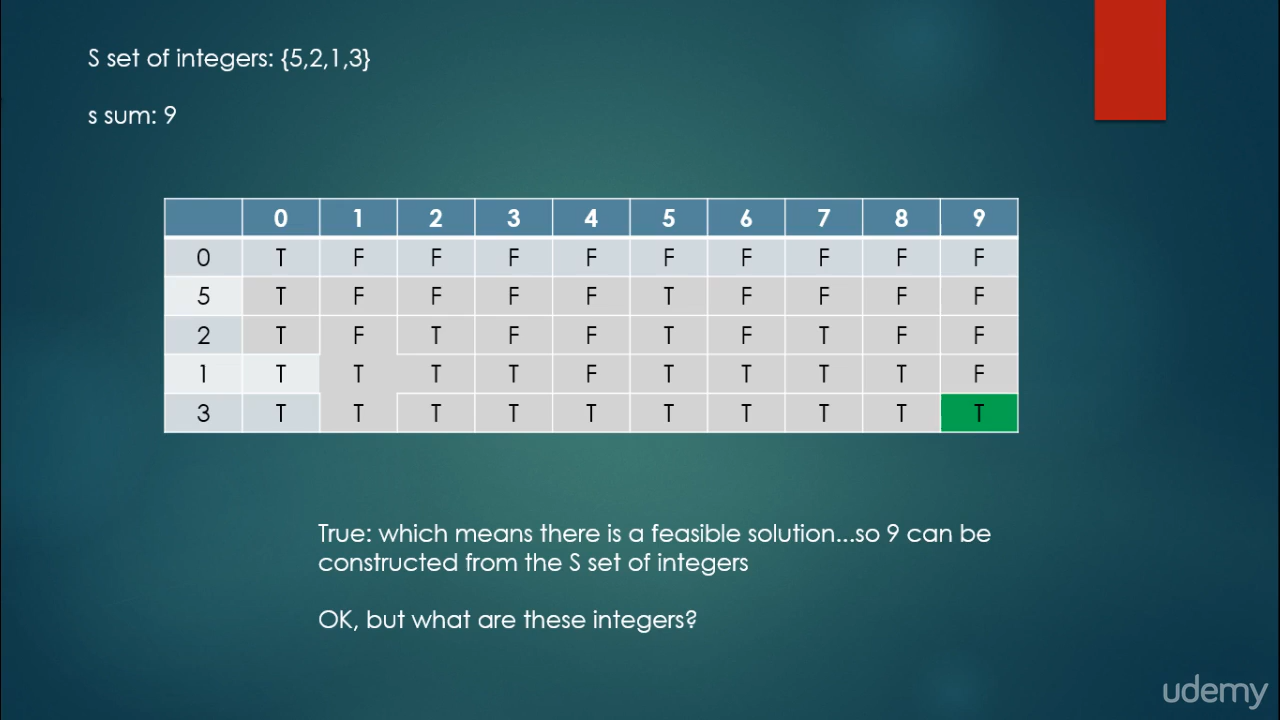 S set of integers: {5,2,1,3}
s sum: 9
0 1 2 3 4 5 6 7 8 9
0 T F F F F F F F F F
5 T F F F F T F F F F
2 T F T F F T F T F F
1 T T T T F T T T T F
3 T T T T T T T T T T
True: which means there is a feasible solution...so 9 can be
constructed from the S set of integers
OK, but what are these integers?
udemy